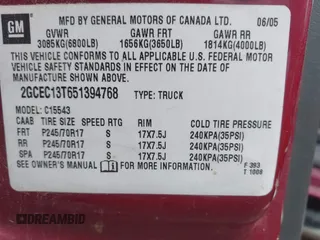 GM
MFD BY GENERAL MOTORS OF CANADA LTD. 06/05
GVWR GAWR FRT GAWR RR
3085KG(6800LB) 1656KG(3650LB) 1814KG(4000LB)
THIS VEHICLE CONFORMS TO ALL APPLICABLE U.S. FEDERAL MOTOR
VEHICLE SAFETY AND THEFT PREVENTION STANDARDS IN
EFFECT ON THE DATE OF MANUFACTURE SHOWN ABOVE.
2GCEC13T651394768 TYPE: TRUCK
MODEL: C15543
CAAB TIRE SIZE SPEED RTG RIM COLD TIRE PRESSURE
FRT P245/70R17 S 17X7.5J 240KPA(35PSI)
RR P245/70R17 S 17X7.5J 240KPA(35PSI)
SPA P245/70R17 S 17X7.5J 240KPA(35PSI)
SEE OWNER'S MANUAL FOR MORE INFORMATION. F 393
T 1008
DREAMBID